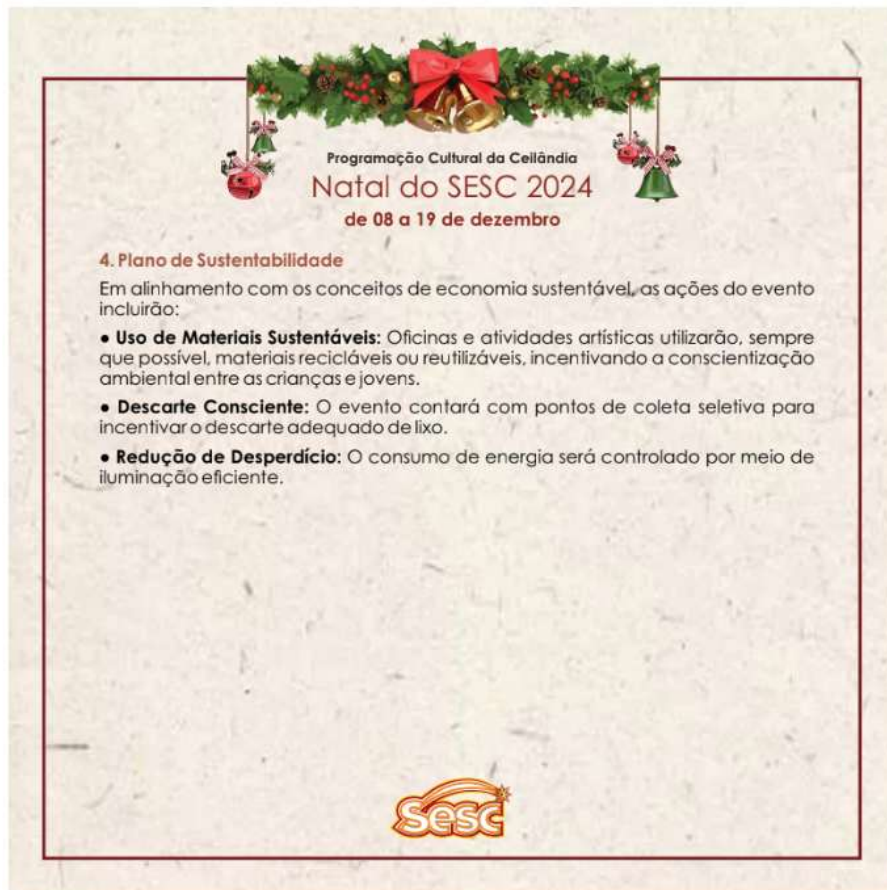 Programação Cultural da Ceilândia
Natal do SESC 2024
de 08 a 19 de dezembro
4. Plano de Sustentabilidade
Em alinhamento com os conceitos de economia sustentável, as ações do evento
incluirão:
● Uso de Materiais Sustentáveis: Oficinas e atividades artísticas utilizarão, sempre
que possível, materiais recicláveis ou reutilizáveis, incentivando a conscientização
ambiental entre as crianças e jovens.
● Descarte Consciente: O evento contará com pontos de coleta seletiva para
incentivar o descarte adequado de lixo.
● Redução de Desperdício: O consumo de energia será controlado por meio de
iluminação eficiente.
Sesc